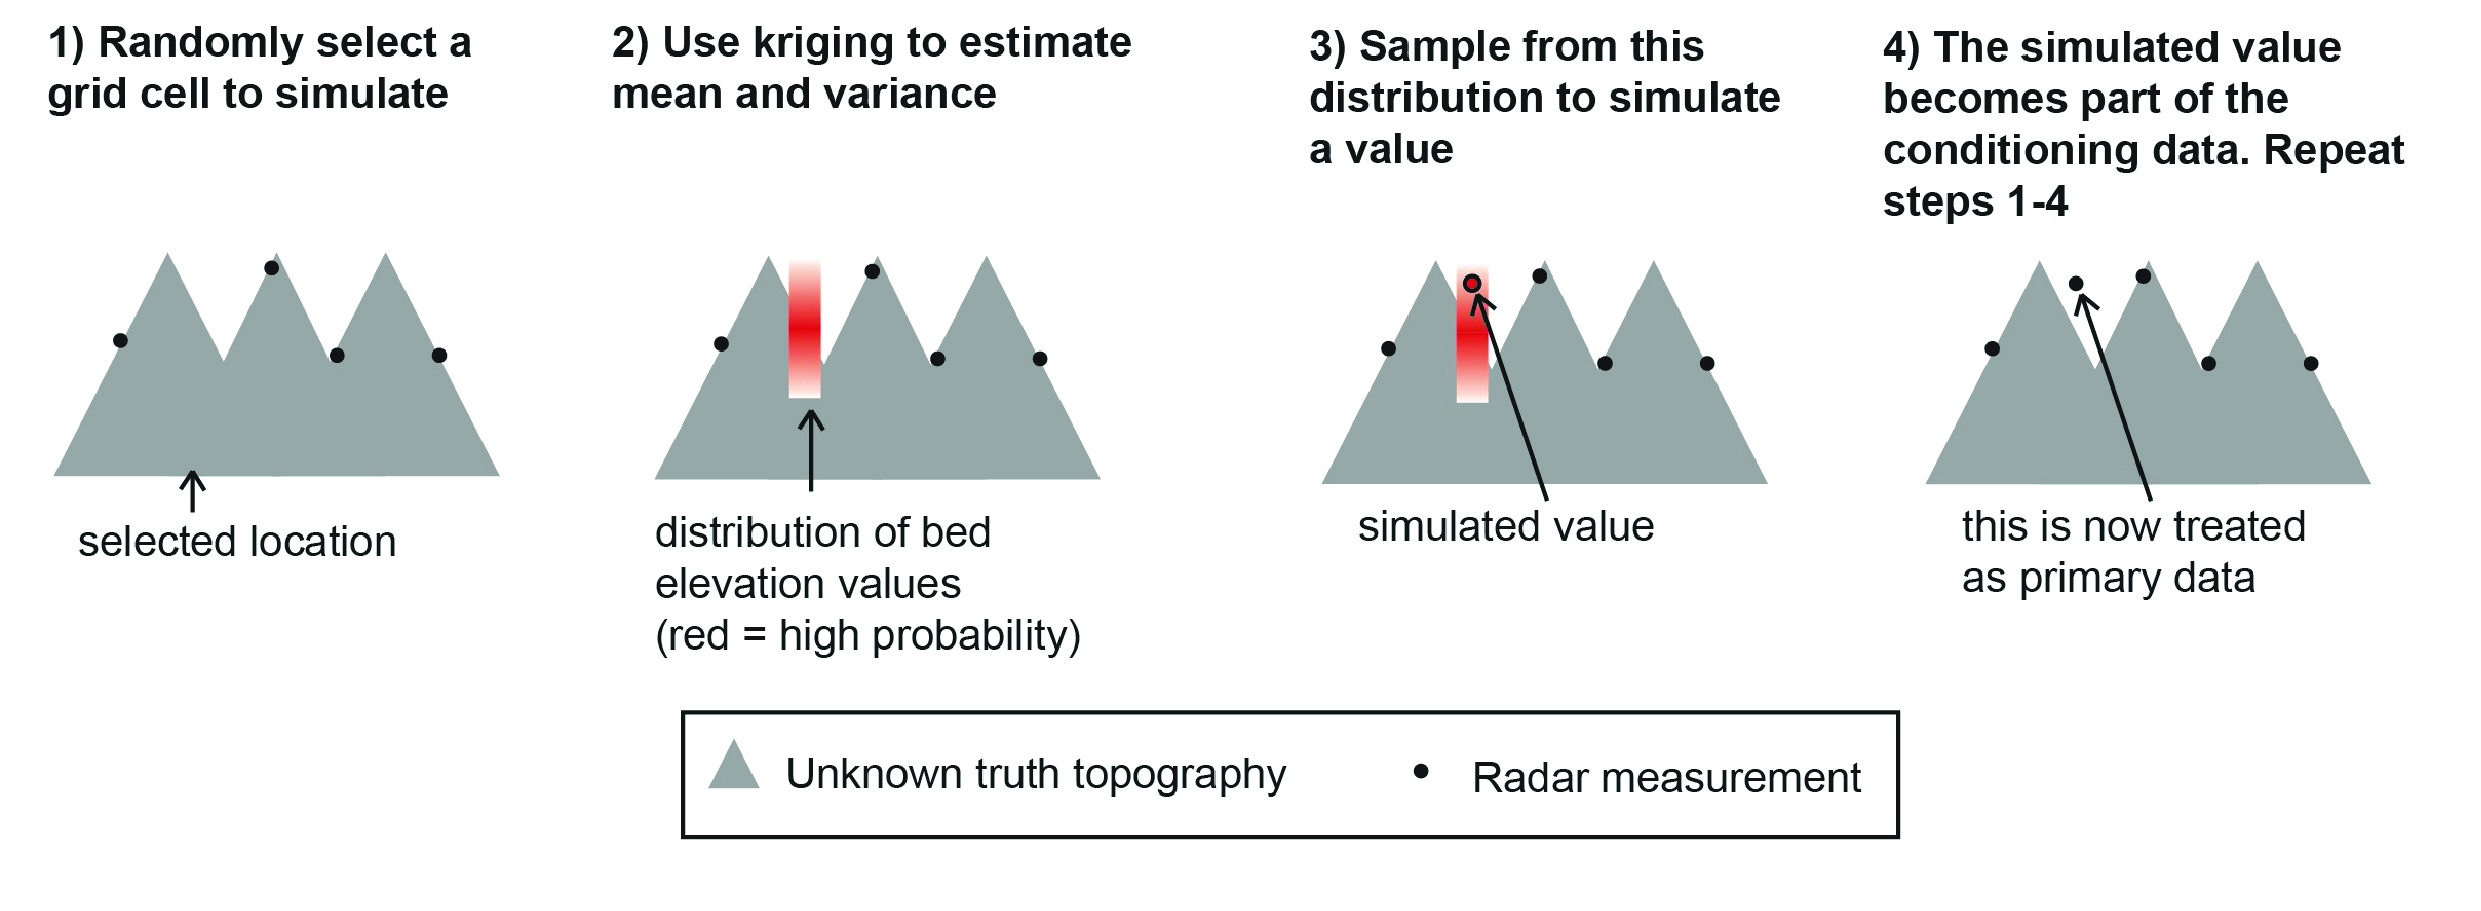 1) Randomly select a
grid cell to simulate
2) Use kriging to estimate
mean and variance
3) Sample from this
distribution to simulate
a value
4) The simulated value
becomes part of the
conditioning data. Repeat
steps 1-4
selected location
distribution of bed
elevation values
(red = high probability)
simulated value
this is now treated
as primary data
Unknown truth topography
Radar measurement